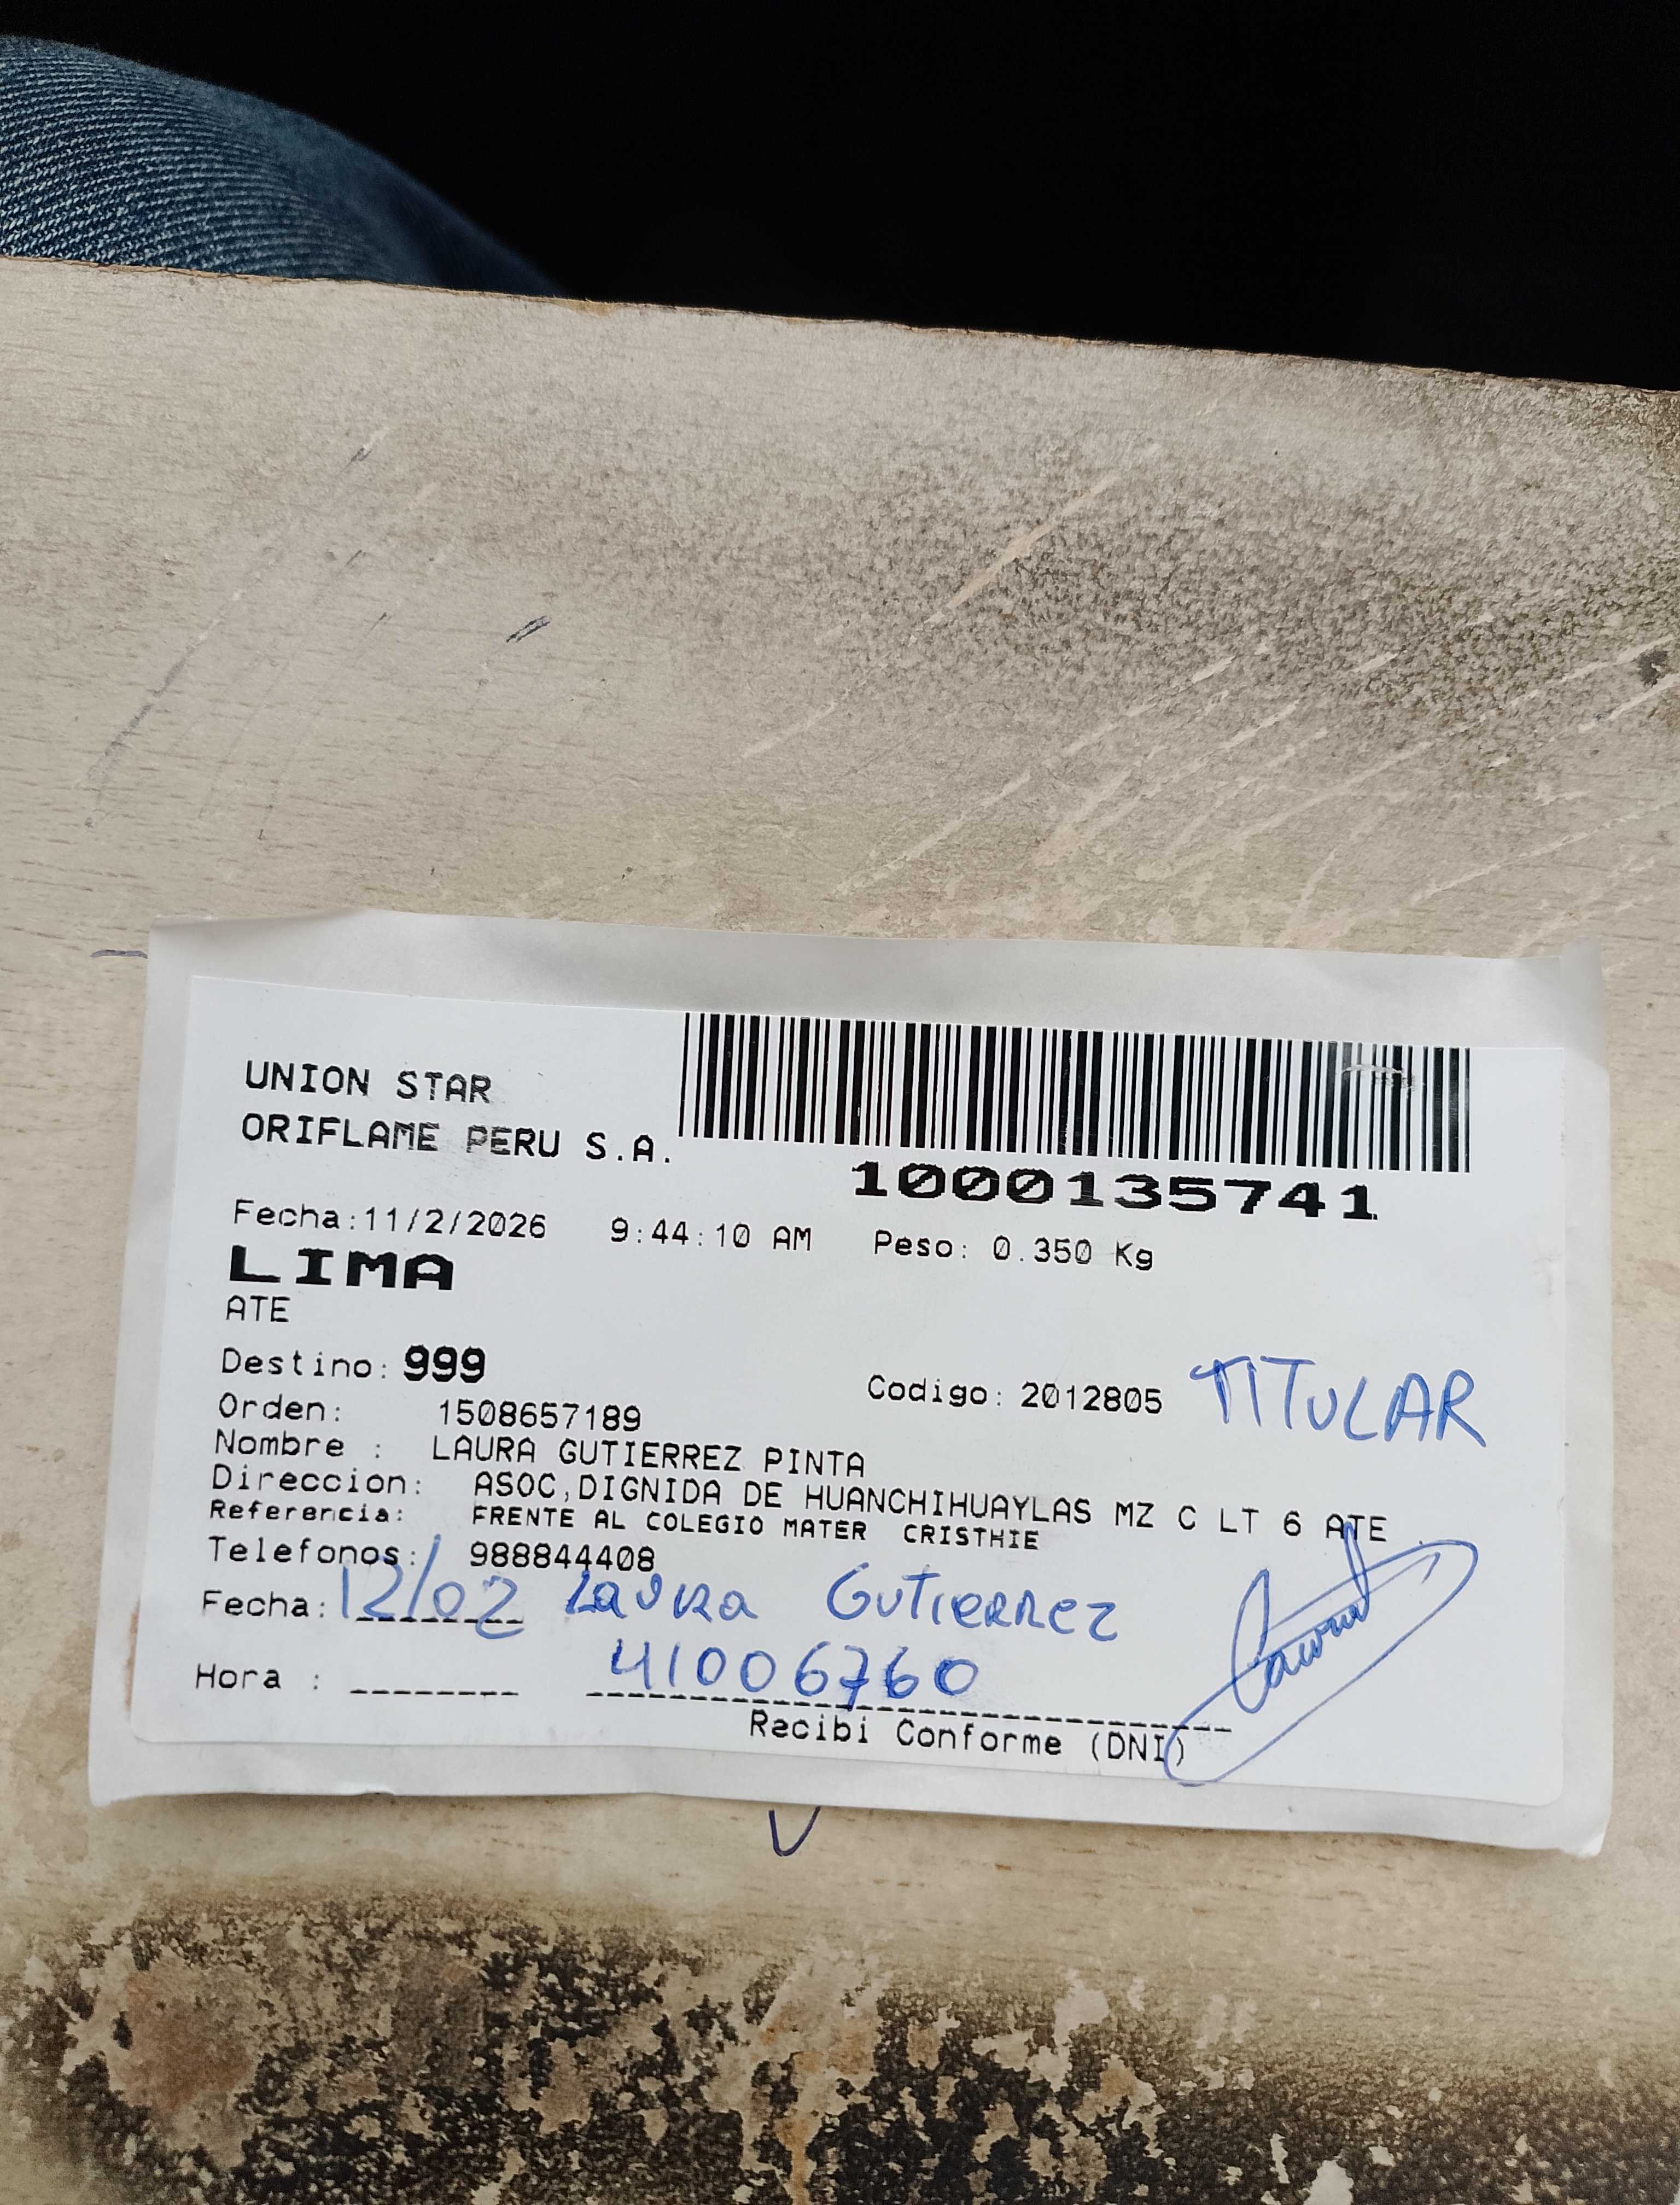 UNION STAR
ORIFLAME PERU S.A.
1000135741
Fecha:11/2/2026 9:44:10 AM Peso: 0.350 Kg
LIMA
ATE
Destino: 999
Codigo: 2012805 TITULAR
Orden: 1508657189
Nombre : LAURA GUTIERREZ PINTA
Direccion: ASOC,DIGNIDA DE HUANCHIHUAYLAS MZ C LT 6 ATE
Referencia: FRENTE AL COLEGIO MATER CRISTHIE
Telefonos: 988844408
Fecha: 12/02 Laura Gutierrez
41006760
Hora : --------
Recibi Conforme (DNI)